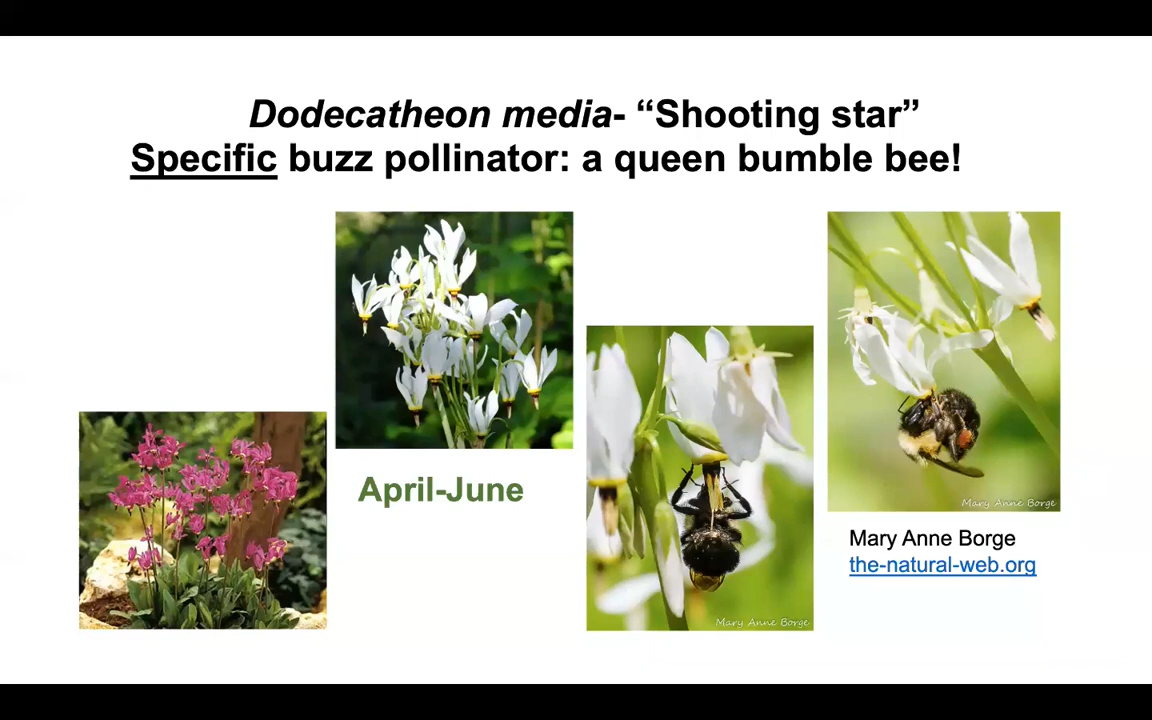 Dodecatheon media- “Shooting star”
Specific buzz pollinator: a queen bumble bee!
April-June
Mary Anne Borge
Mary Anne Borge
Mary Anne Borge
the-natural-web.org